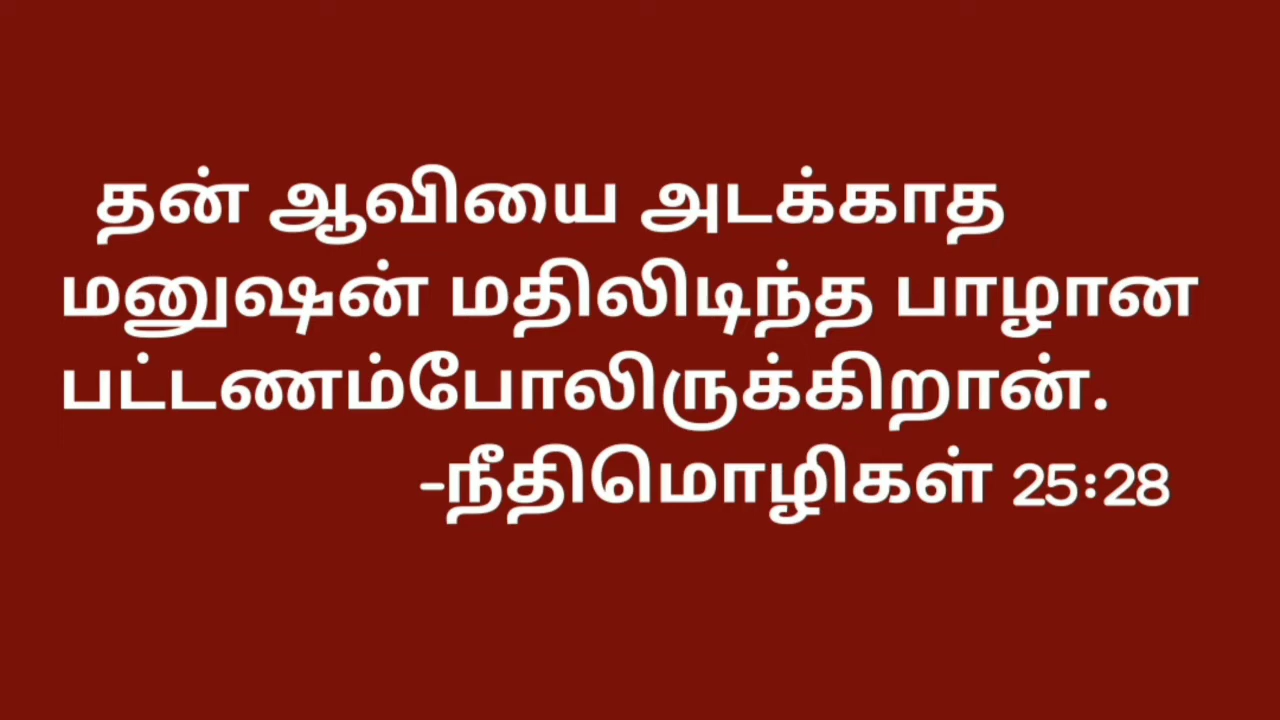 தன் ஆவியை அடக்காத
மனுஷன் மதிலிடிந்த பாழான
பட்டணம்போலிருக்கிறான்.
-நீதிமொழிகள் 25:28